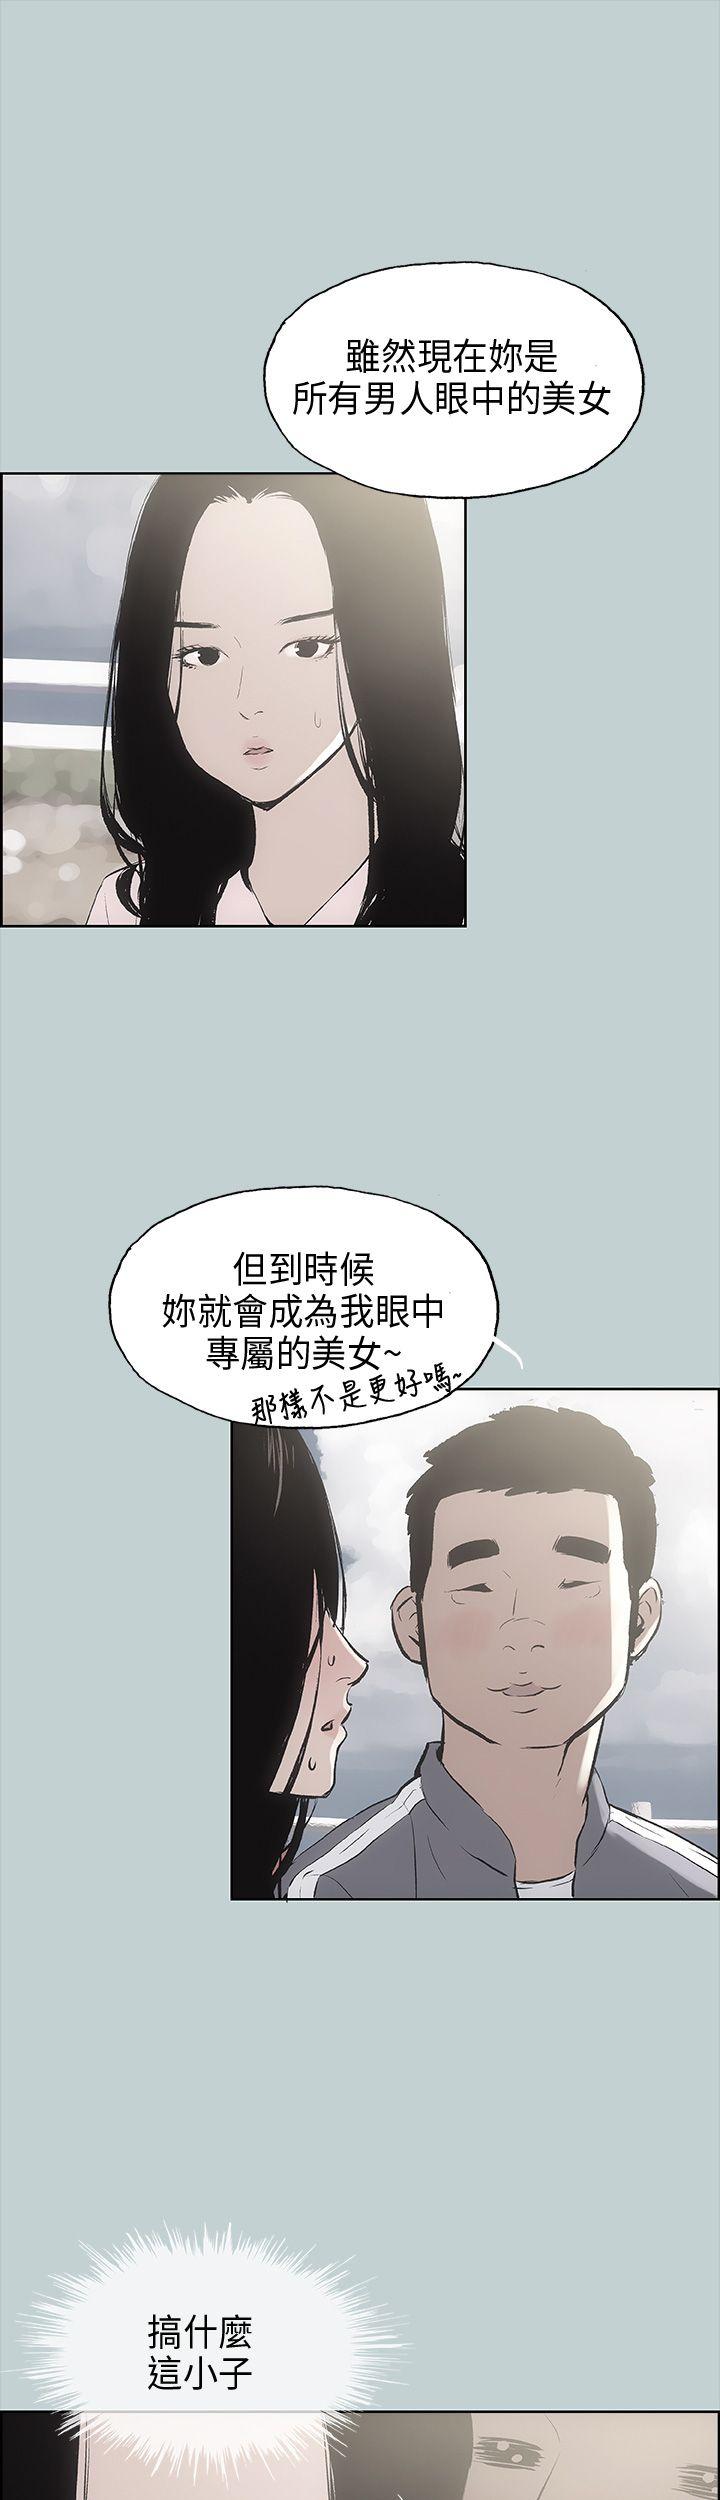 雖然現在妳是
所有男人眼中的美女
但到時候
妳就會成為我眼中
專屬的美女~
那樣不是更好嗎~
搞什麼
這小子